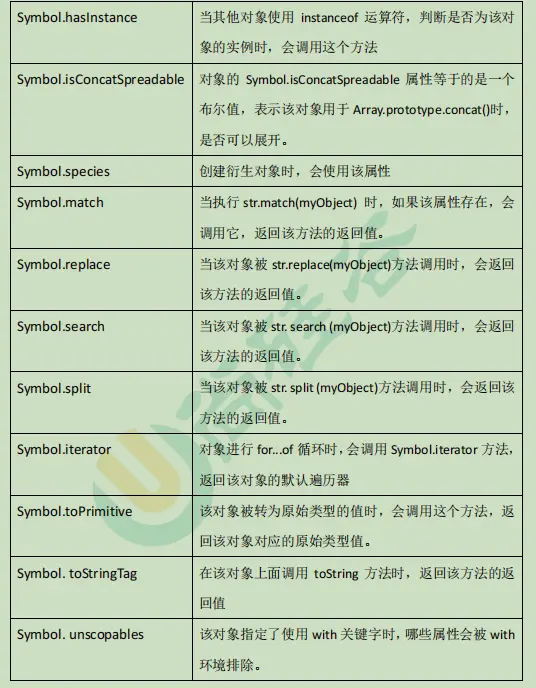 Symbol.hasInstance
当其他对象使用 instanceof 运算符，判断是否为该对
象的实例时，会调用这个方法
Symbol.isConcatSpreadable
对象的 Symbol.isConcatSpreadable 属性等于的是一个
布尔值，表示该对象用于 Array.prototype.concat()时，
是否可以展开。
Symbol.species
创建衍生对象时，会使用该属性
Symbol.match
当执行 str.match(myObject) 时，如果该属性存在，会
调用它，返回该方法的返回值。
Symbol.replace
当该对象被 str.replace(myObject)方法调用时，会返回
该方法的返回值。
Symbol.search
当该对象被 str. search (myObject)方法调用时，会返回
该方法的返回值。
Symbol.split
当该对象被 str. split (myObject)方法调用时，会返回该
方法的返回值。
Symbol.iterator
对象进行 for...of 循环时，会调用 Symbol.iterator 方法，
返回该对象的默认遍历器
Symbol.toPrimitive
该对象被转为原始类型的值时，会调用这个方法，返
回该对象对应的原始类型值。
Symbol. toStringTag
在该对象上面调用 toString 方法时，返回该方法的返
回值
Symbol. unscopables
该对象指定了使用 with 关键字时，哪些属性会被 with
环境排除。
尚硅谷